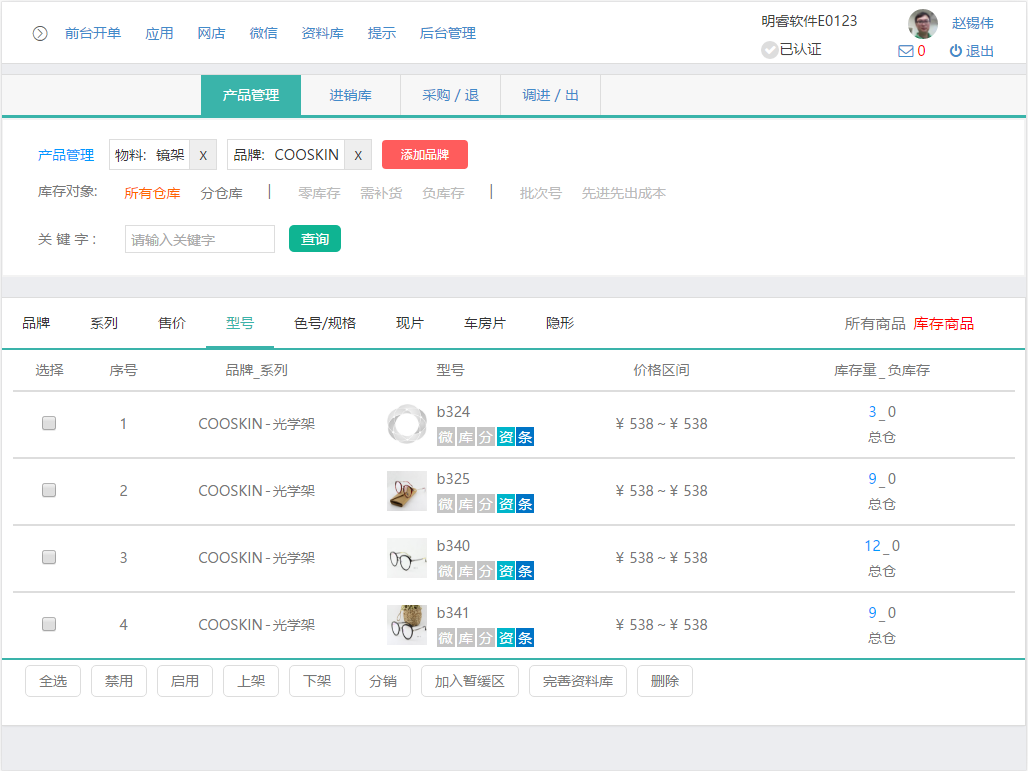 前台开单 应用 网店 微信 资料库 提示 后台管理 明睿软件E0123 赵锡伟
已认证 0 退出
产品管理 进销库 采购 / 退 调进 / 出
产品管理 物料: 镜架 x 品牌: COOSKIN x 添加品牌
库存对象: 所有仓库 分仓库 | 零库存 需补货 负库存 | 批次号 先进先出成本
关 键 字 : 请输入关键字 查询
品牌 系列 售价 型号 色号/规格 现片 车房片 隐形 所有商品 库存商品
选择 序号 品牌_系列 型号 价格区间 库存量 _ 负库存
1 COOSKIN - 光学架 b324 ¥ 538 ~ ¥ 538 3 _ 0
微 库 分 资 条 总仓
2 COOSKIN - 光学架 b325 ¥ 538 ~ ¥ 538 9 _ 0
微 库 分 资 条 总仓
3 COOSKIN - 光学架 b340 ¥ 538 ~ ¥ 538 12 _ 0
微 库 分 资 条 总仓
4 COOSKIN - 光学架 b341 ¥ 538 ~ ¥ 538 9 _ 0
微 库 分 资 条 总仓
全选 禁用 启用 上架 下架 分销 加入暂缓区 完善资料库 删除